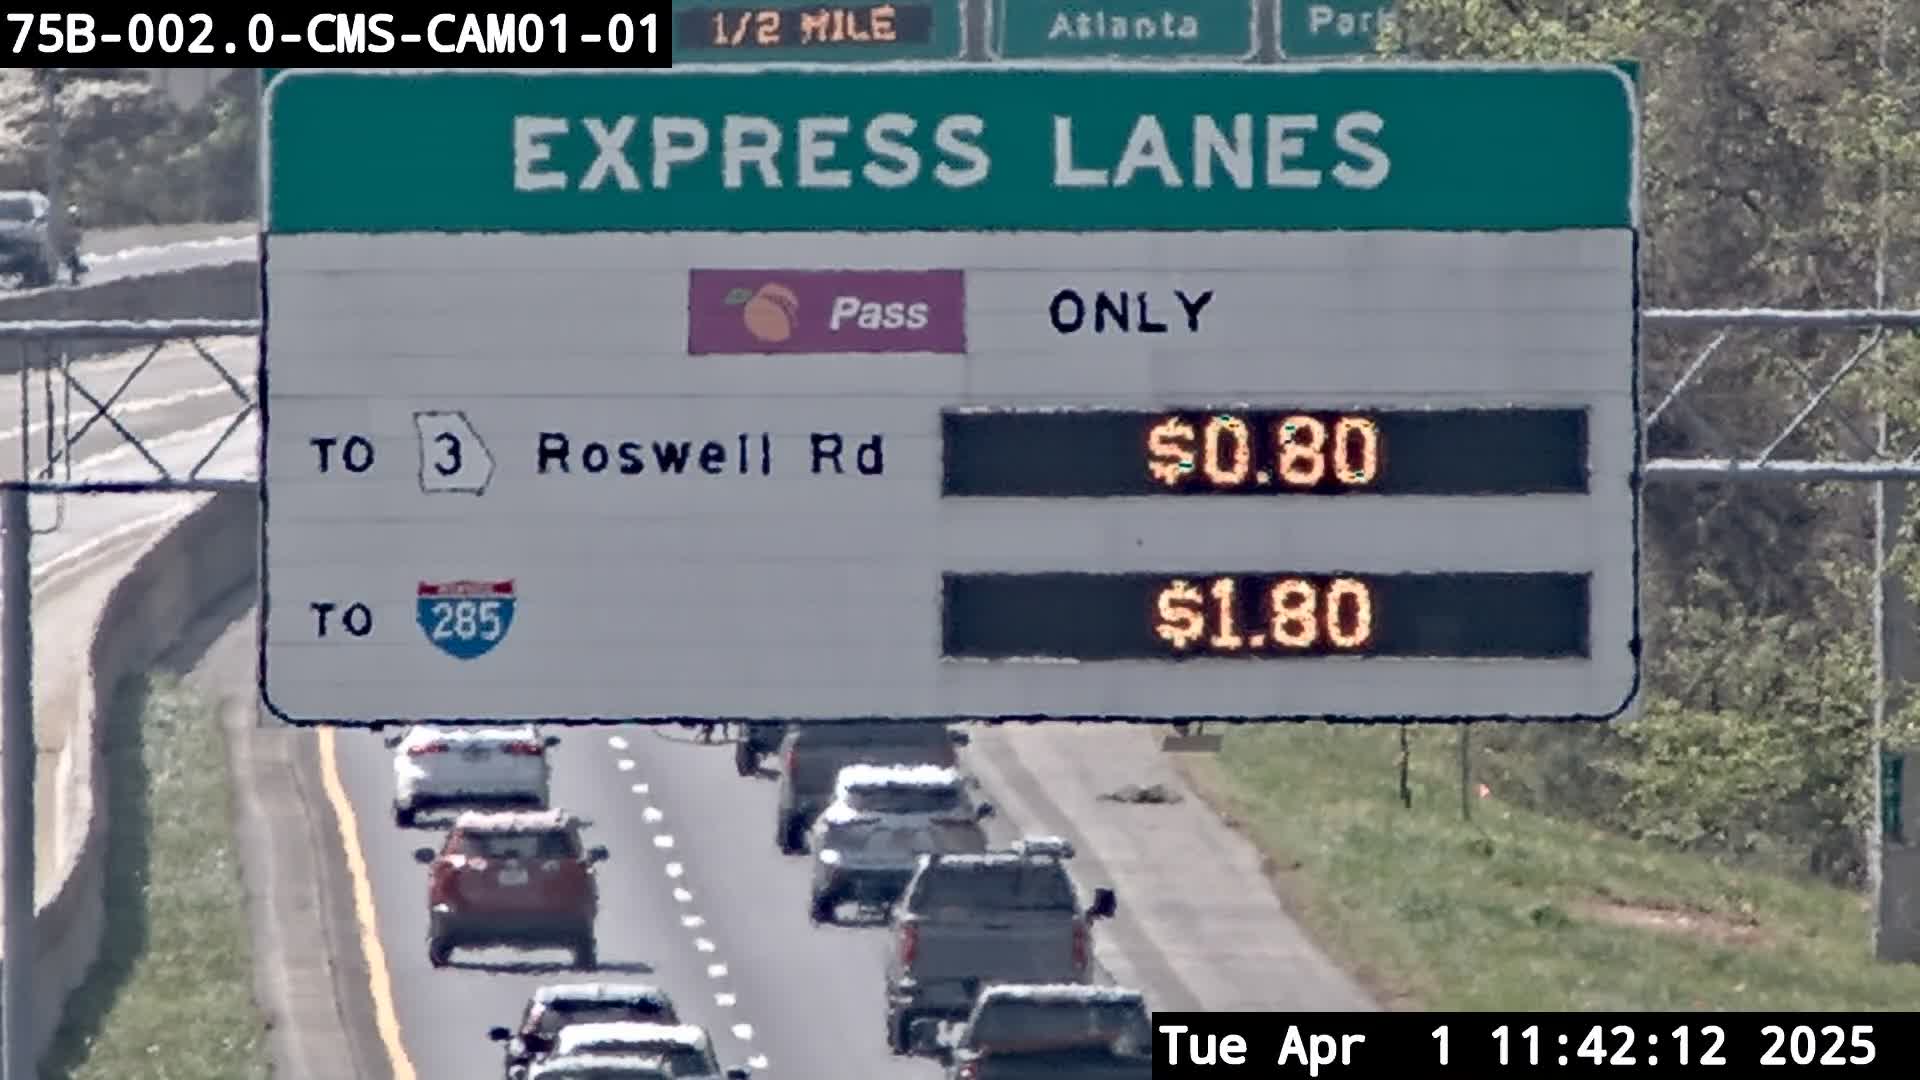 75B-002.0-CMS-CAM01-01
1/2 MILE
Atlanta
EXPRESS LANES
Pass ONLY
TO 3 Roswell Rd $0.80
TO 285 $1.80
Tue Apr 1 11:42:12 2025